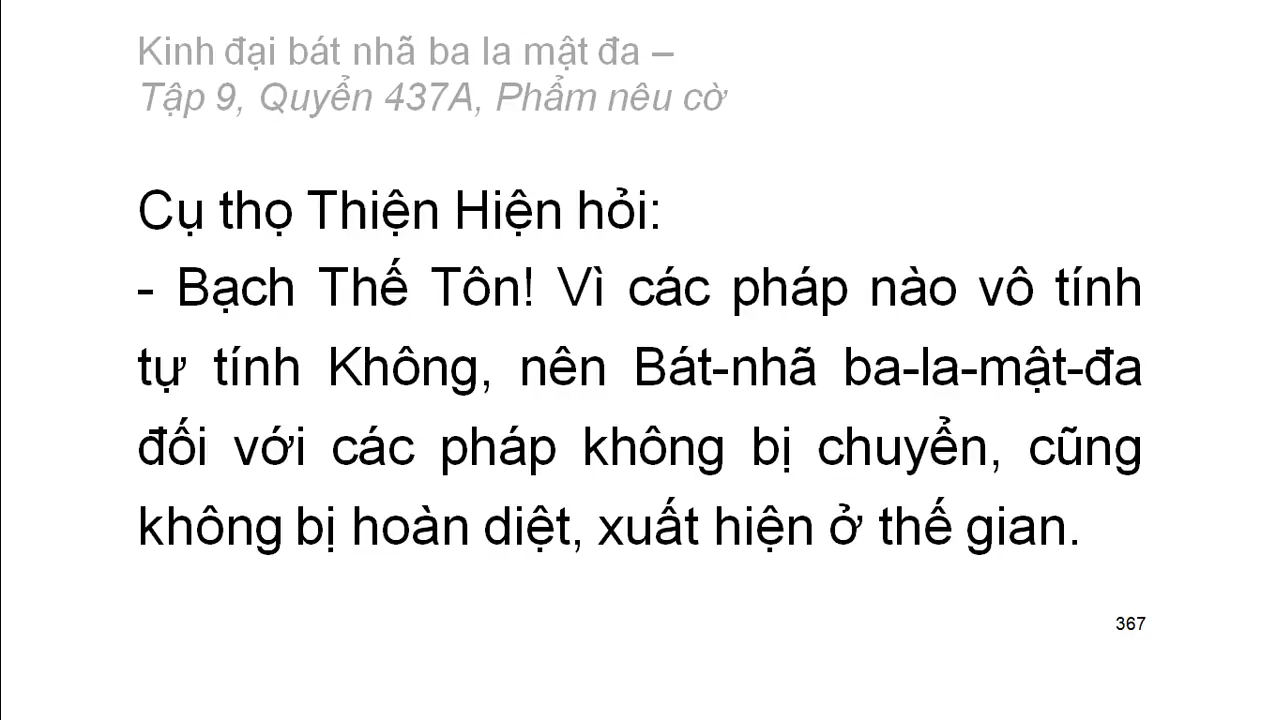 Kinh đại bát nhã ba la mật đa –
Tập 9, Quyển 437A, Phẩm nêu cờ
Cụ thọ Thiện Hiện hỏi:
- Bạch Thế Tôn! Vì các pháp nào vô tính
tự tính Không, nên Bát-nhã ba-la-mật-đa
đối với các pháp không bị chuyển, cũng
không bị hoàn diệt, xuất hiện ở thế gian.
367